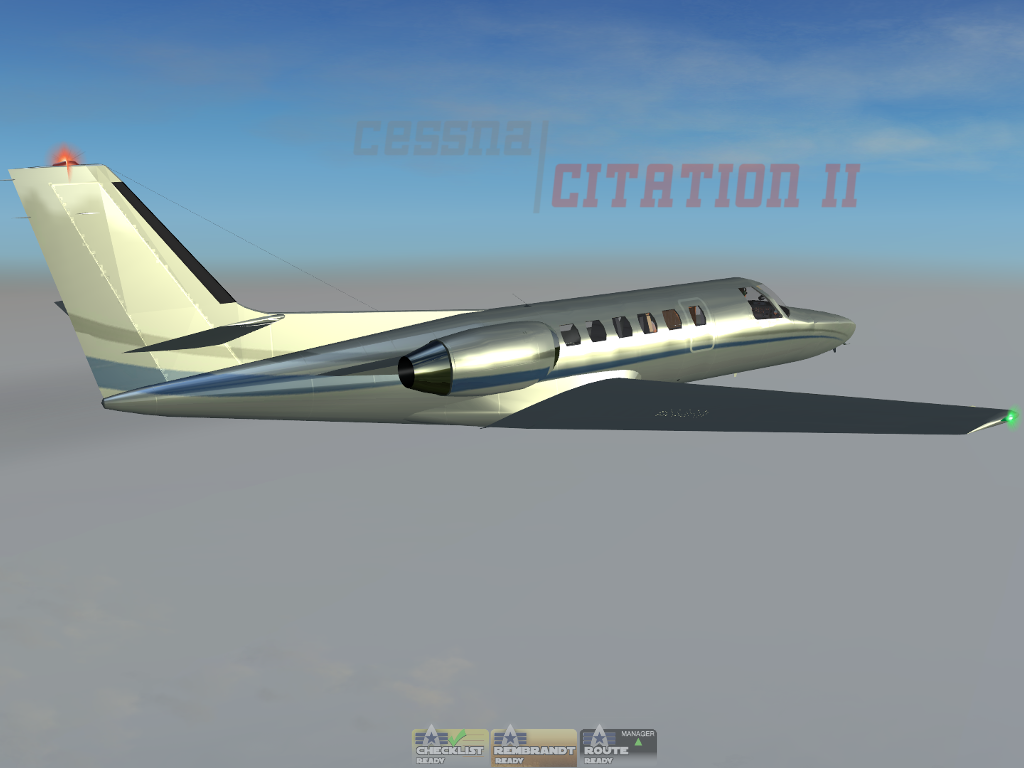 cessna
CITATION II
CHECKLIST
READY
REMBRANDT
READY
ROUTE MANAGER
READY